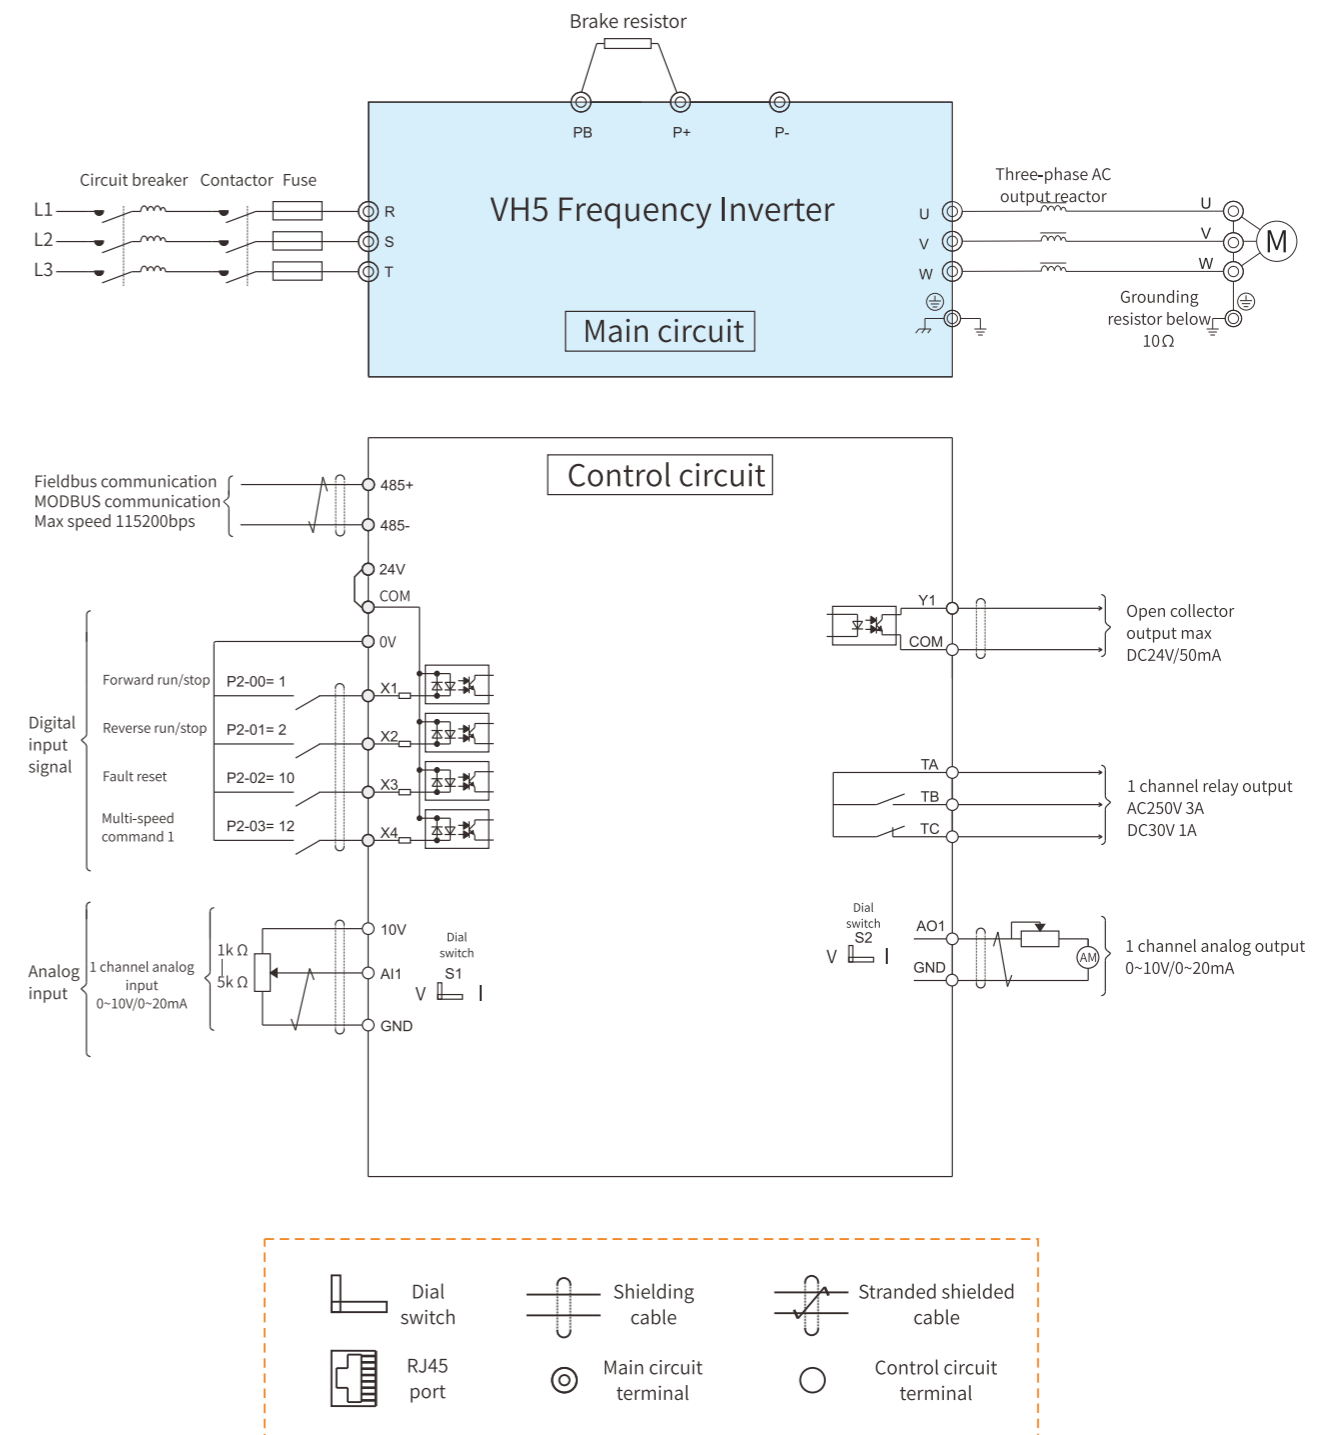 Brake resistor
PB P+ P-
Circuit breaker Contactor Fuse
L1
L2
L3
R
S
T
VH5 Frequency Inverter
Main circuit
U
V
W
Three-phase AC
output reactor
U
V
W
M
Grounding
resistor below
10Ω
Control circuit
Fieldbus communication
MODBUS communication
Max speed 115200bps
485+
485-
24V
COM
0V
Digital
input
signal
Forward run/stop P2-00= 1 X1
Reverse run/stop P2-01= 2 X2
Fault reset P2-02= 10 X3
Multi-speed
command 1
P2-03= 12 X4
Y1
COM
Open collector
output max
DC24V/50mA
TA
TB
TC
1 channel relay output
AC250V 3A
DC30V 1A
Analog
input
1 channel analog
input
0~10V/0~20mA
1k Ω
5k Ω
10V
AI1
GND
Dial
switch
S1
V I
Dial
switch
S2
V I
AO1
GND
AM
1 channel analog output
0~10V/0~20mA
Dial
switch
Shielding
cable
Stranded shielded
cable
RJ45
port
Main circuit
terminal
Control circuit
terminal